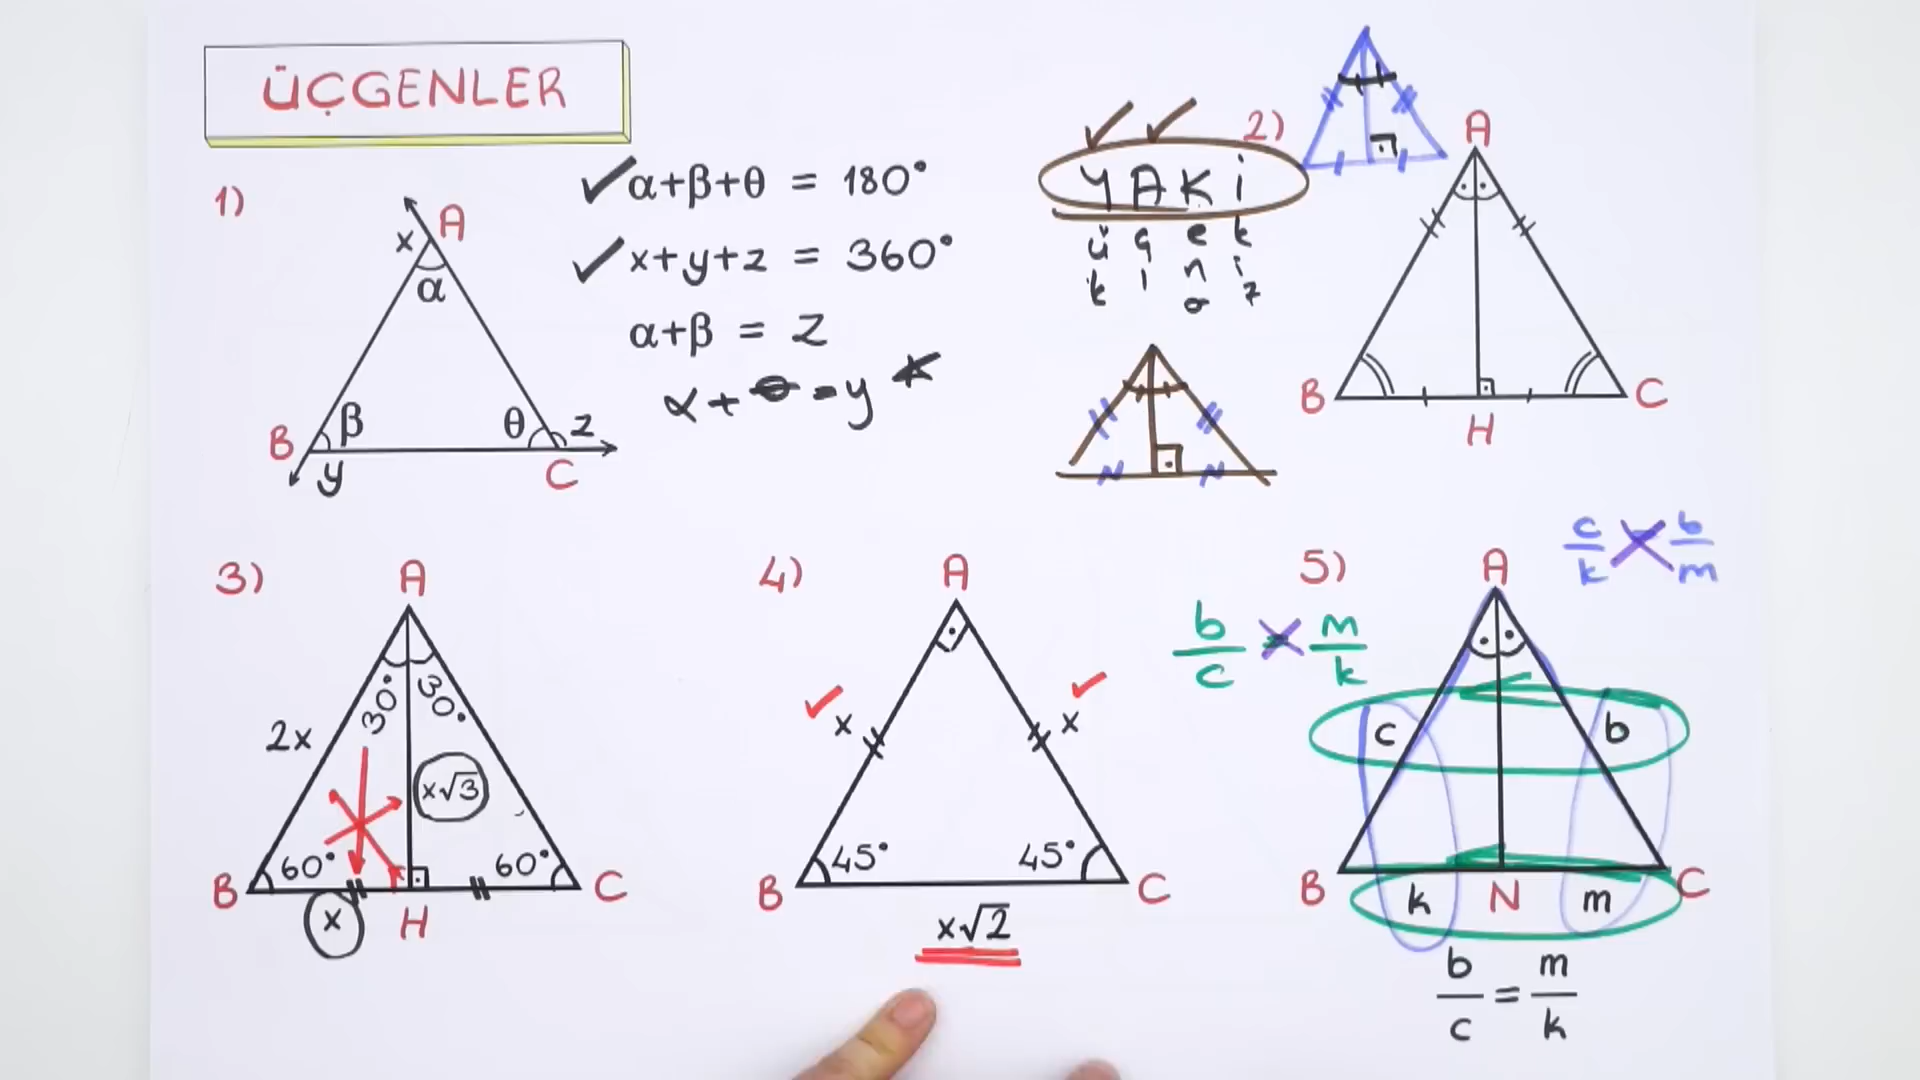 ÜÇGENLER
1)
A
x
α
B
β
y
θ
z
C
α+β+θ = 180°
x+y+z = 360°
α+β = z
α+θ=y
2)
YAKİ
ü ç e k
k ı n i
a z
A
B
H
C
3)
A
30° 30°
2x
x√3
60° 60°
B
x
H
C
4)
A
x
x
45° 45°
B
C
x√2
5)
c/k b/m
b/c m/k
A
c
b
B
k
N
m
C
b/c = m/k